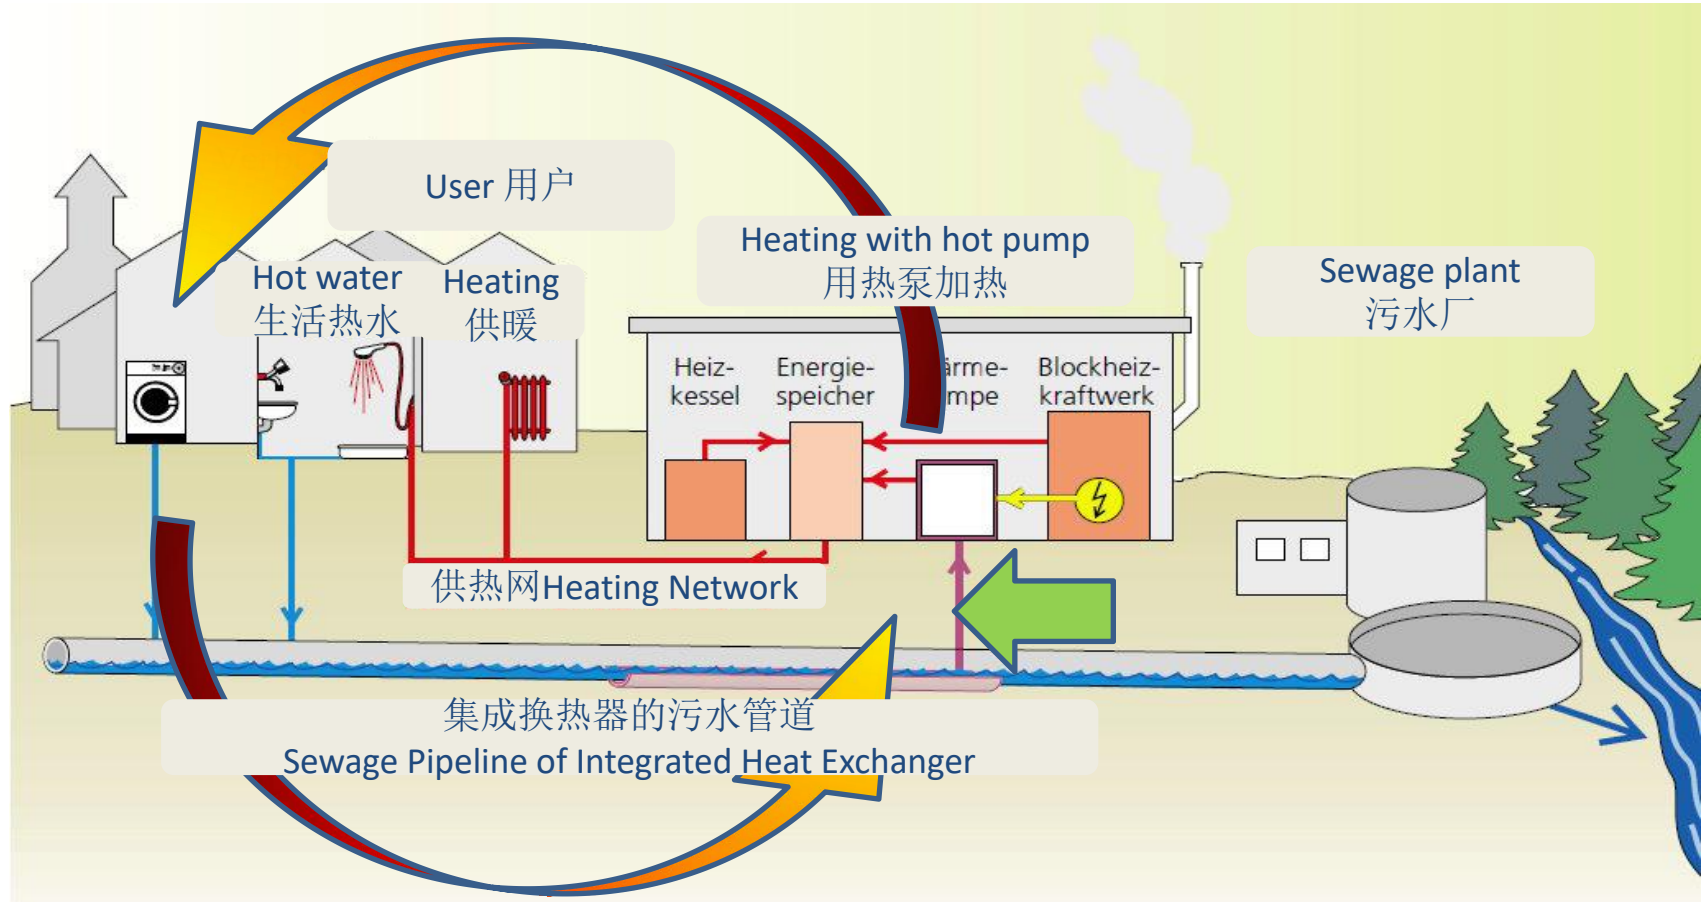 User 用户
Heating with hot pump
用热泵加热
Sewage plant
污水厂
Hot water
生活热水
Heating
供暖
Heiz-
kessel
Energie-
speicher
ärme-
mpe
Blockheiz-
kraftwerk
供热网Heating Network
集成换热器的污水管道
Sewage Pipeline of Integrated Heat Exchanger